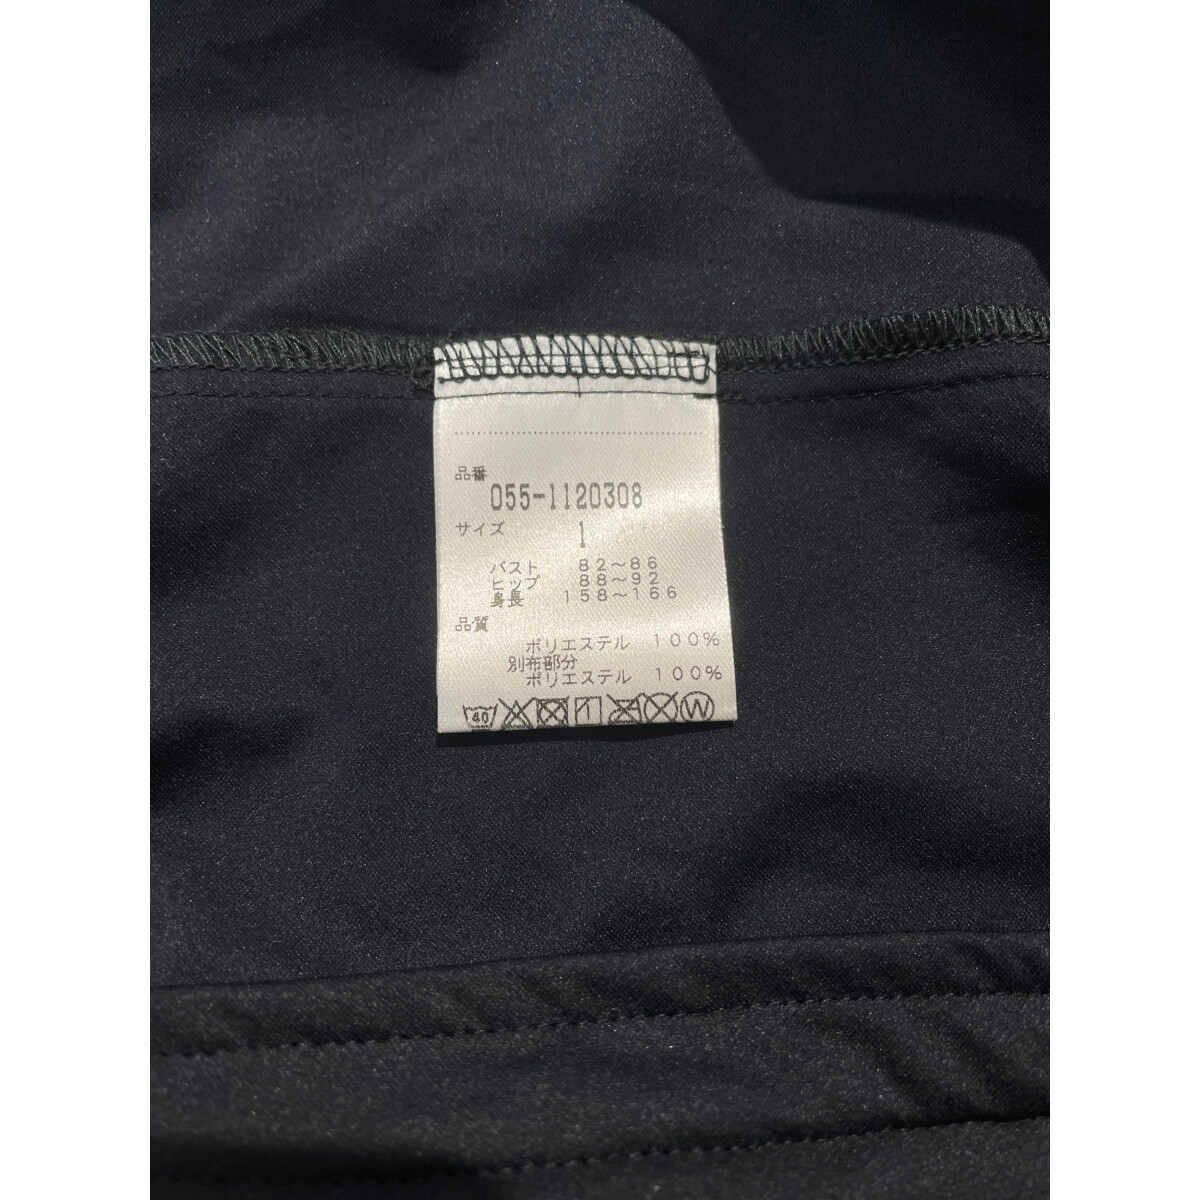 品番
055-1120308
サイズ 1
バスト 82～86
ヒップ 88～92
身長 158～166
品質
ポリエステル 100%
別布部分
ポリエステル 100%
40 W